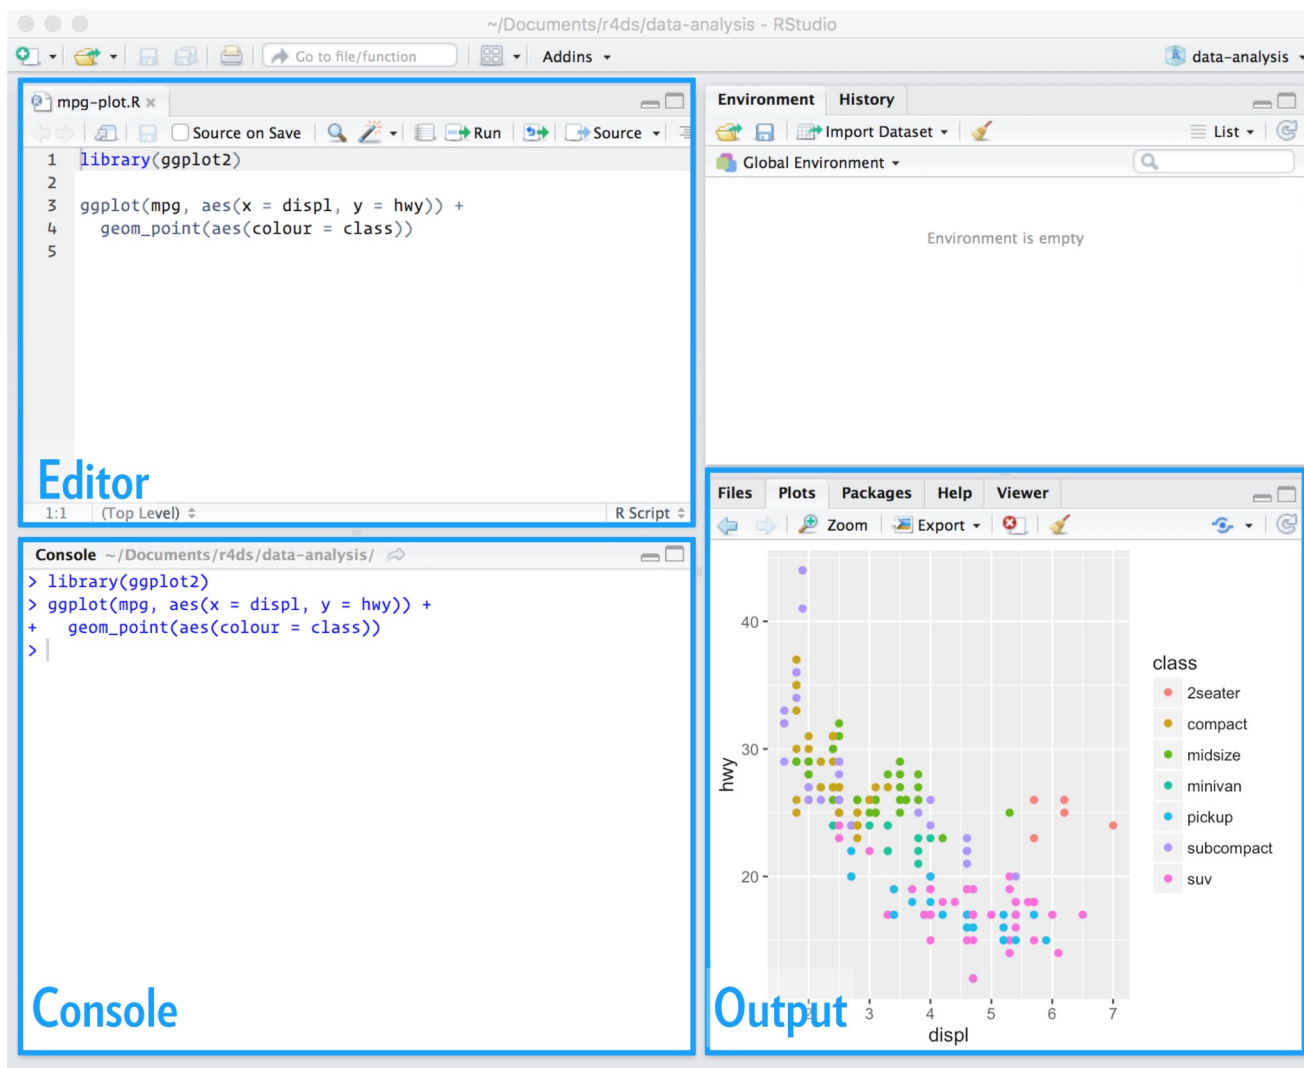 ~/Documents/r4ds/data-analysis - RStudio
Go to file/function
Addins
data-analysis
mpg-plot.R
Source on Save
Run
Source
1 library(ggplot2)
2
3 ggplot(mpg, aes(x = displ, y = hwy)) +
4 geom_point(aes(colour = class))
5
Editor
1:1 (Top Level)
R Script
Console ~/Documents/r4ds/data-analysis/
> library(ggplot2)
> ggplot(mpg, aes(x = displ, y = hwy)) +
+ geom_point(aes(colour = class))
>
Console
Environment History
Import Dataset
List
Global Environment
Environment is empty
Files Plots Packages Help Viewer
Zoom Export
40
30
20
hwy
2 3 4 5 6 7
displ
class
2seater
compact
midsize
minivan
pickup
subcompact
suv
Output